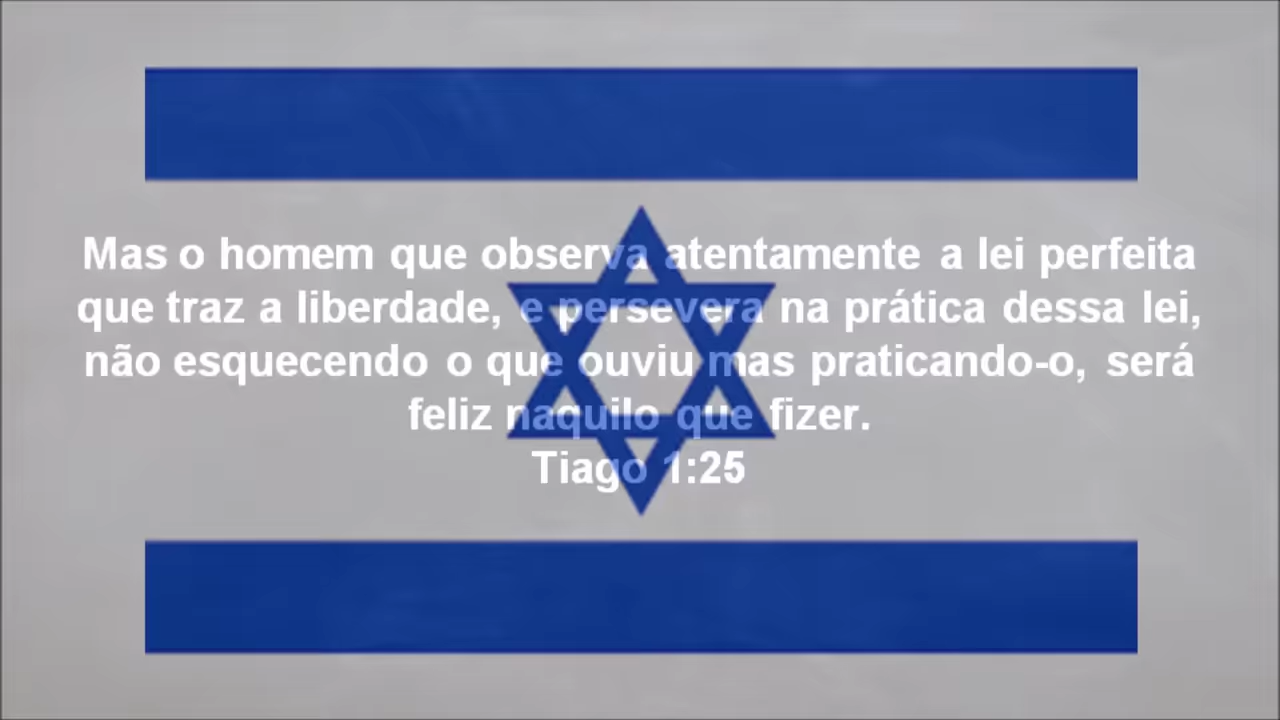 Mas o homem que observa atentamente a lei perfeita
que traz a liberdade, e persevera na prática dessa lei,
não esquecendo o que ouviu mas praticando-o, será
feliz naquilo que fizer.
Tiago 1:25